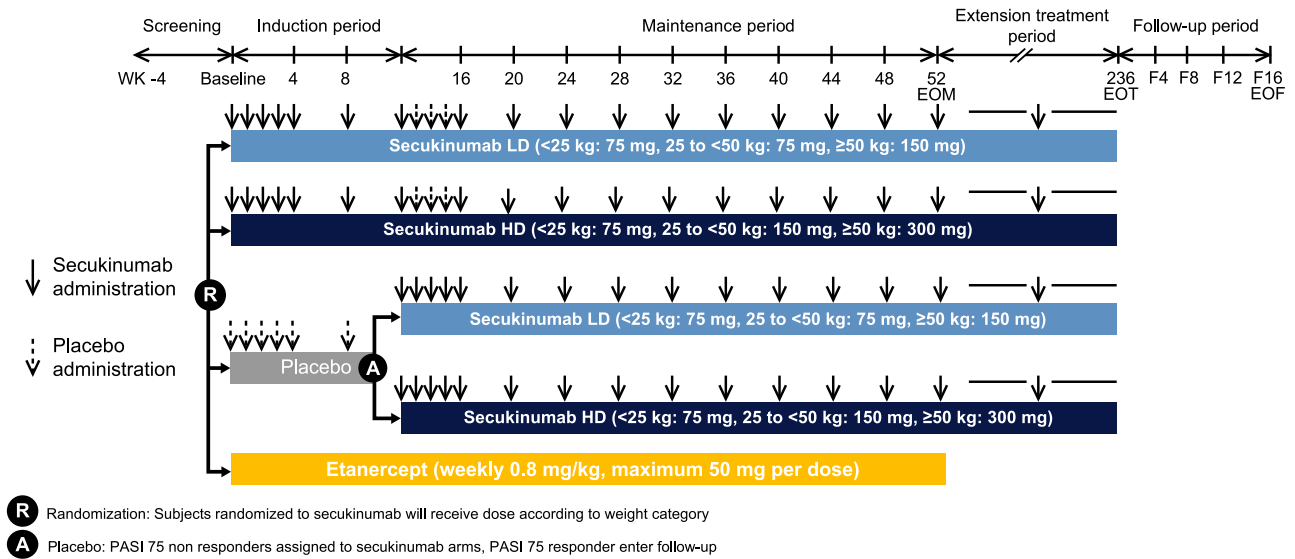 Screening
Induction period
Maintenance period
Extension treatment
period
Follow-up period
WK -4 Baseline 4 8 16 20 24 28 32 36 40 44 48 52 236 F4 F8 F12 F16
EOM EOT EOF
Secukinumab LD (<25 kg: 75 mg, 25 to <50 kg: 75 mg, ≥50 kg: 150 mg)
Secukinumab HD (<25 kg: 75 mg, 25 to <50 kg: 150 mg, ≥50 kg: 300 mg)
Secukinumab
administration
R
Secukinumab LD (<25 kg: 75 mg, 25 to <50 kg: 75 mg, ≥50 kg: 150 mg)
Placebo
administration
Placebo
A
Secukinumab HD (<25 kg: 75 mg, 25 to <50 kg: 150 mg, ≥50 kg: 300 mg)
Etanercept (weekly 0.8 mg/kg, maximum 50 mg per dose)
R Randomization: Subjects randomized to secukinumab will receive dose according to weight category
A Placebo: PASI 75 non responders assigned to secukinumab arms, PASI 75 responder enter follow-up